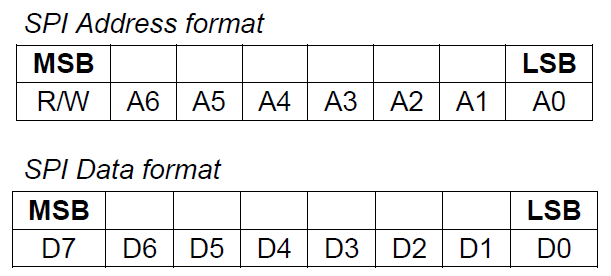 SPI Address format
MSB LSB
R/W A6 A5 A4 A3 A2 A1 A0
SPI Data format
MSB LSB
D7 D6 D5 D4 D3 D2 D1 D0